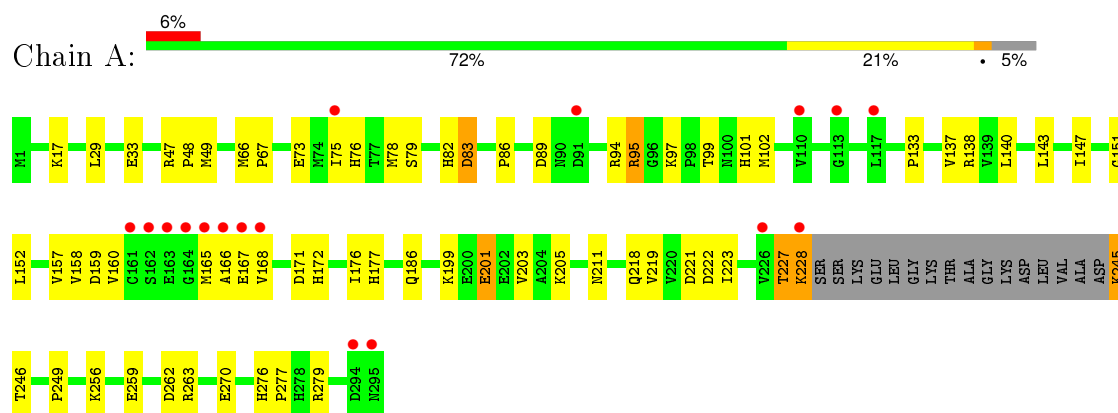 6%
Chain A:
72% 21% • 5%
M1 K17 L29 E33 R47 P48 M49 M66 P67 E73 M74 I75 H76 T77 M78 S79 H82 D83 P86 D89 N90 D91 R94 R95 G96 K97 P98 T99 N100 H101 M102 V110 G113 L117 P133 V137 R138 V139 L140 L143 I147 G151
L152 V157 V158 D159 V160 C161 S162 E163 G164 M165 A166 E167 V168 D171 H172 I176 H177 Q186 K199 E200 E201 E202 V203 A204 K205 N211 Q218 V219 V220 D221 D222 I223 V226 T227 K228 SER SER LYS GLU LEU GLY LYS LYS THR ALA GLY LYS ASP LEU VAL ALA ASP K245
T246 P249 K256 E259 D262 R263 E270 H276 P277 H278 R279 D294 N295